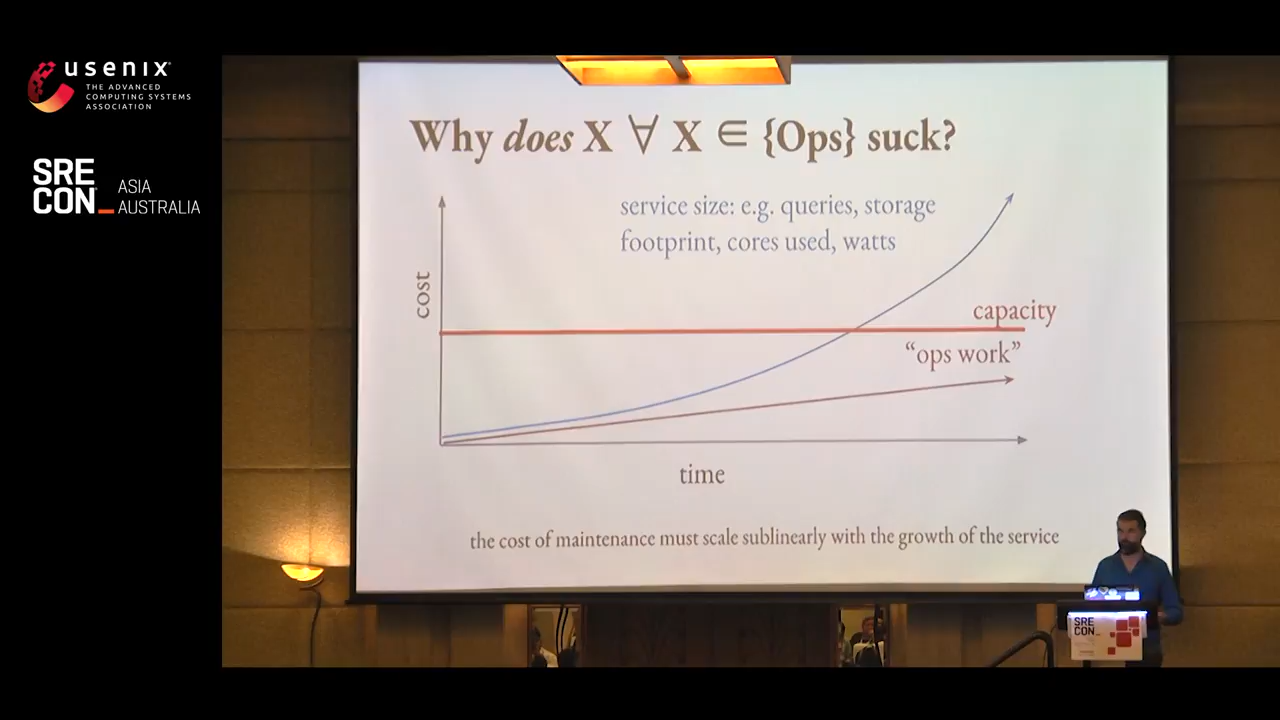 usenix
THE ADVANCED
COMPUTING SYSTEMS
ASSOCIATION
SRE
CON
ASIA
AUSTRALIA
Why does X ∀ X ∈ {Ops} suck?
service size: e.g. queries, storage
footprint, cores used, watts
cost
capacity
“ops work”
time
the cost of maintenance must scale sublinearly with the growth of the service
SRE
CON